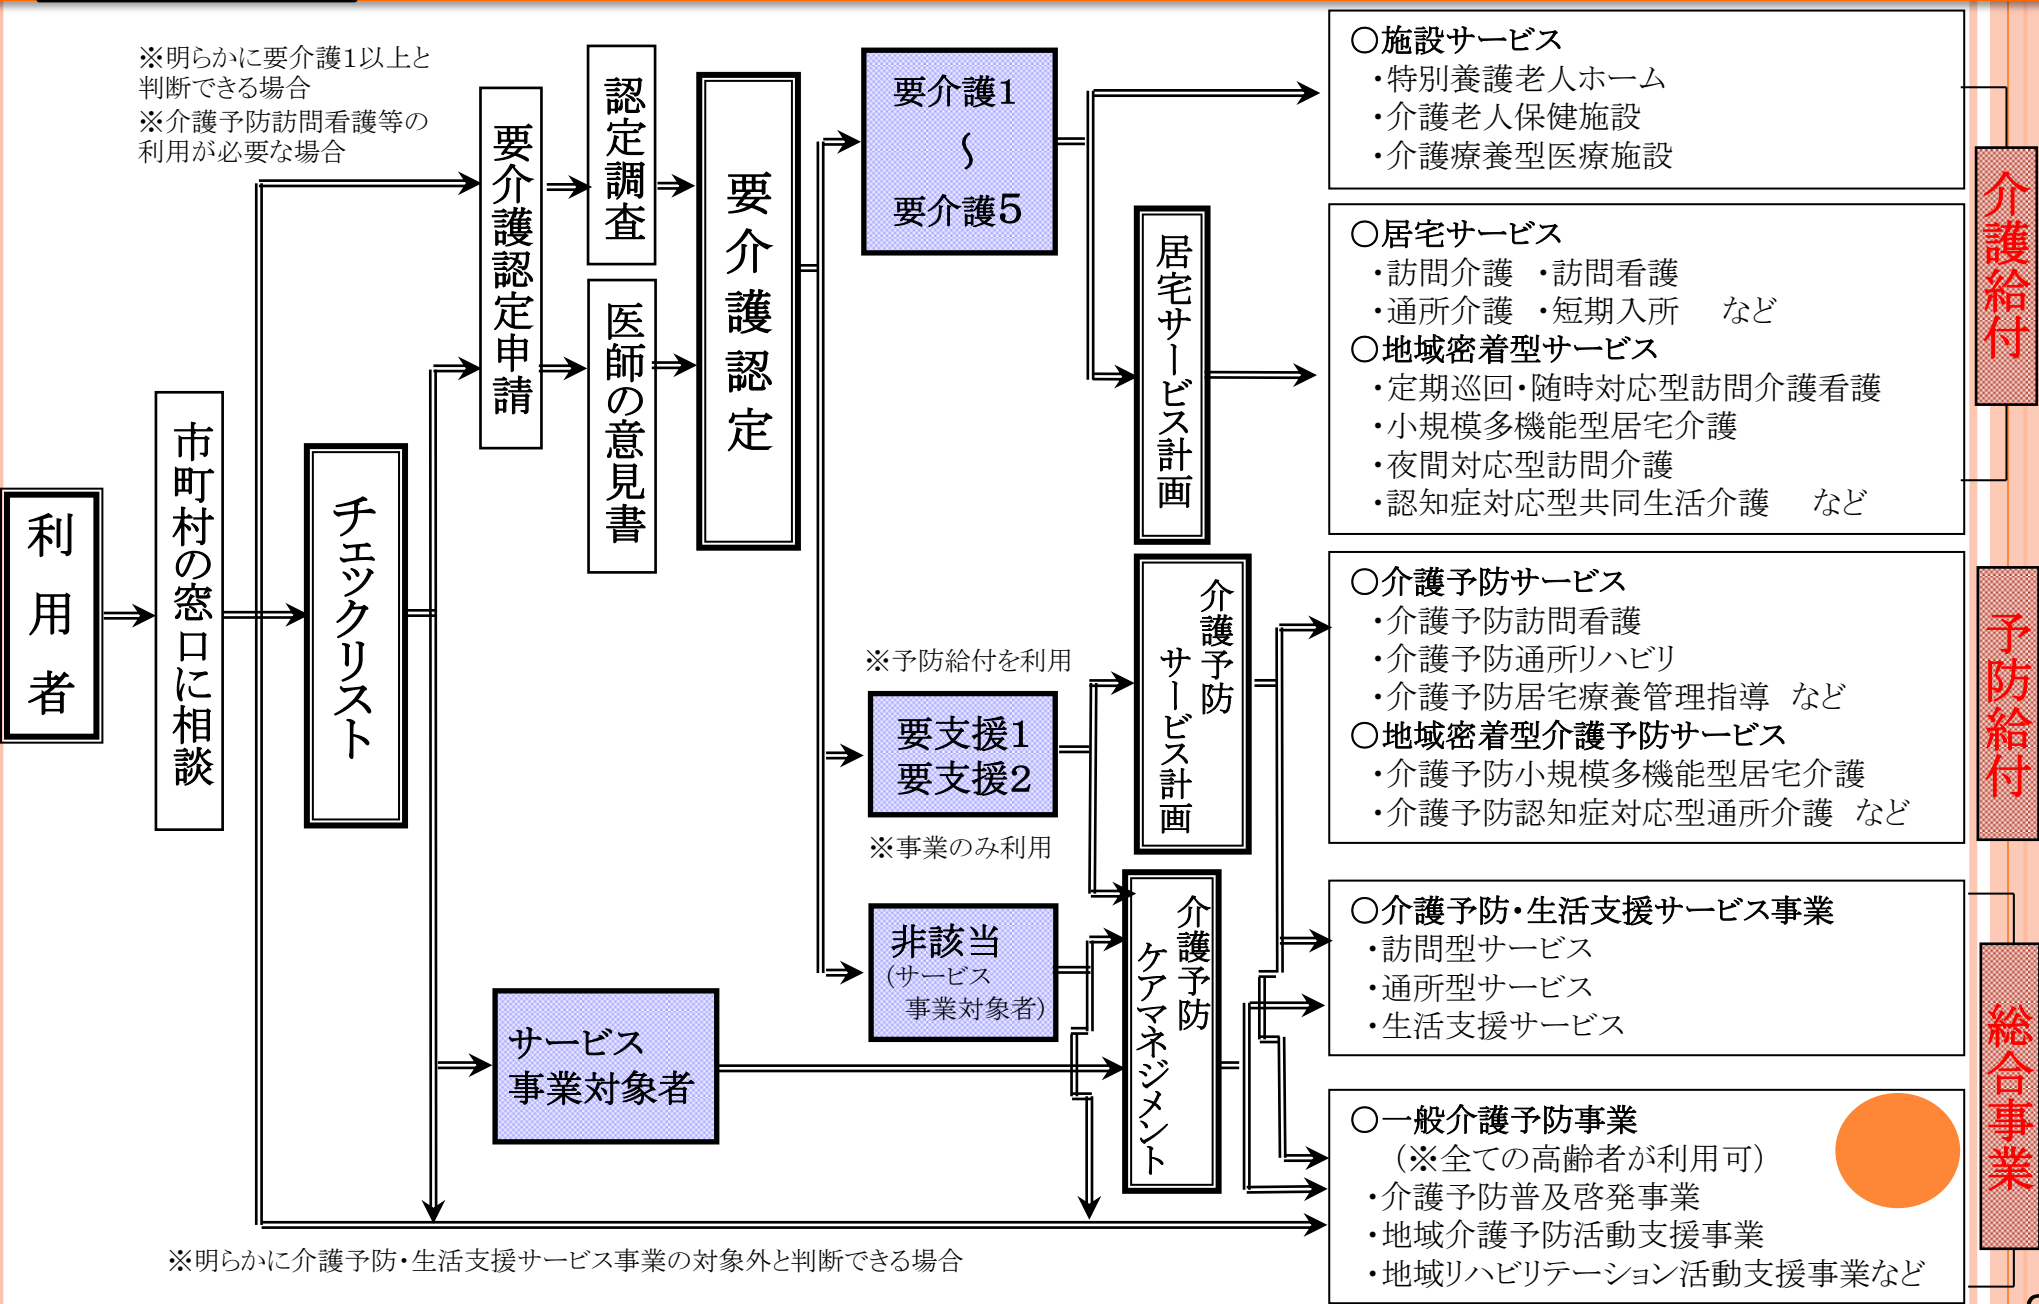 ※明らかに要介護1以上と
判断できる場合
※介護予防訪問看護等の
利用が必要な場合
利用者
市町村の窓口に相談
チェックリスト
要介護認定申請
認定調査
医師の意見書
要介護認定
要介護1
～
要介護5
※予防給付を利用
要支援1
要支援2
※事業のみ利用
非該当
(サービス
事業対象者)
サービス
事業対象者
居宅サービス計画
介護予防
サービス計画
介護予防
ケアマネジメント
○施設サービス
・特別養護老人ホーム
・介護老人保健施設
・介護療養型医療施設
○居宅サービス
・訪問介護 ・訪問看護
・通所介護 ・短期入所 など
○地域密着型サービス
・定期巡回・随時対応型訪問介護看護
・小規模多機能型居宅介護
・夜間対応型訪問介護
・認知症対応型共同生活介護 など
○介護予防サービス
・介護予防訪問看護
・介護予防通所リハビリ
・介護予防居宅療養管理指導 など
○地域密着型介護予防サービス
・介護予防小規模多機能型居宅介護
・介護予防認知症対応型通所介護 など
○介護予防・生活支援サービス事業
・訪問型サービス
・通所型サービス
・生活支援サービス
○一般介護予防事業
(※全ての高齢者が利用可)
・介護予防普及啓発事業
・地域介護予防活動支援事業
・地域リハビリテーション活動支援事業など
介護給付
予防給付
総合事業
※明らかに介護予防・生活支援サービス事業の対象外と判断できる場合